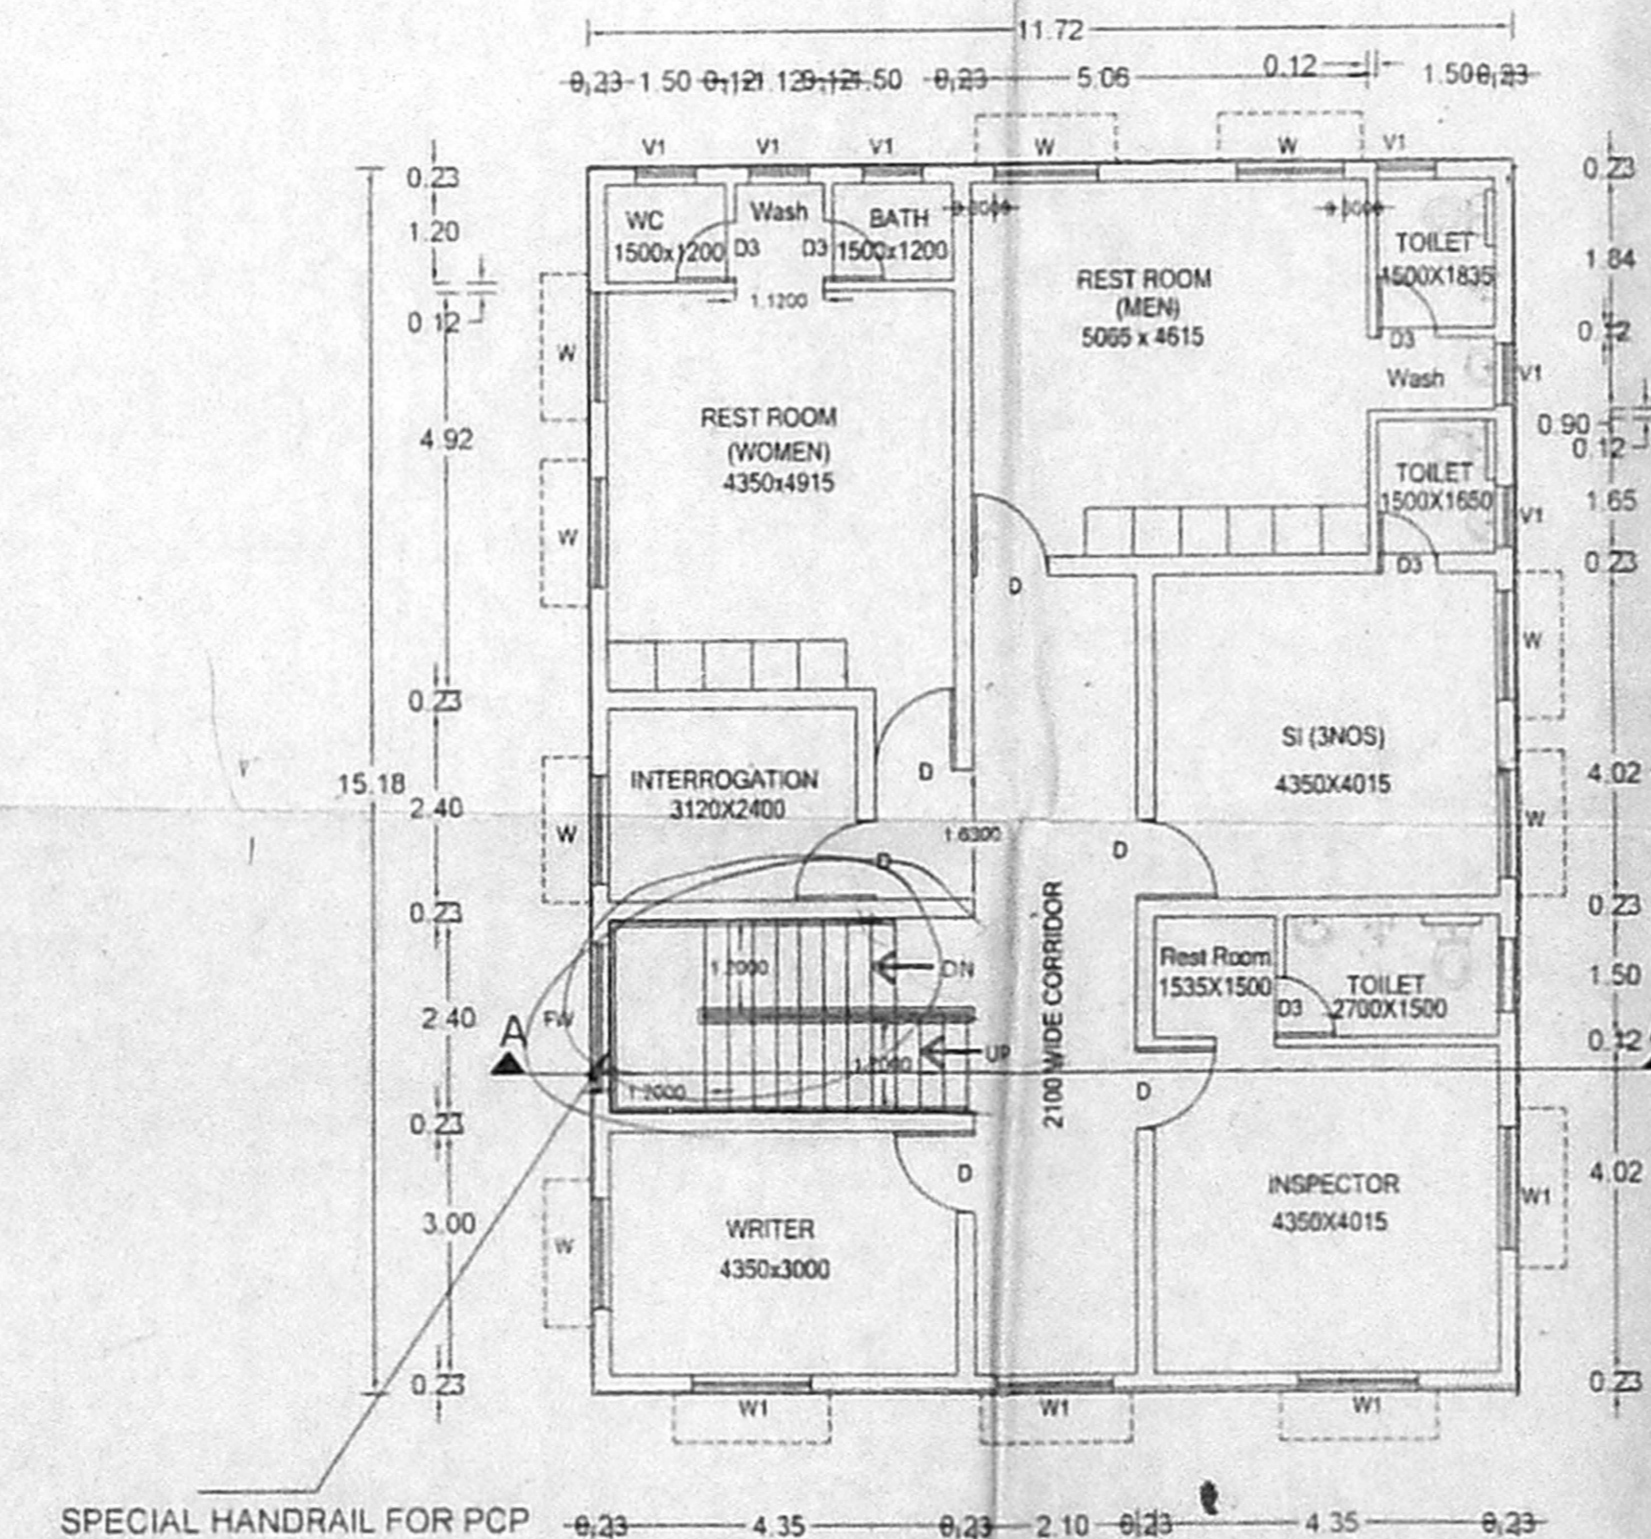 11.72
0.23 1.50 0.12 1.12 0.12 1.50 0.23 5.06 0.12 1.50 0.23
V1 V1 V1 W W V1
0.23
1.20
0.12
4.92
0.23
2.40
0.23
2.40
0.23
3.00
0.23
15.18
W
W
W
FW
W
A
WC
1500x1200
D3
Wash
D3
BATH
1500x1200
1.1200
REST ROOM
(WOMEN)
4350x4915
REST ROOM
(MEN)
5065 x 4615
TOILET
1500X1835
D3
Wash
TOILET
1500X1650
D3
D
INTERROGATION
3120X2400
D
D
1.6300
D
SI (3NOS)
4350X4015
1.2000
DN
1.2000
UP
1.2000
2100 WIDE CORRIDOR
Rest Room
1535X1500
D3
TOILET
2700X1500
D
D
WRITER
4350x3000
INSPECTOR
4350X4015
V1
V1
W
W
W1
0.23
1.84
0.12
0.90
0.12
1.65
0.23
4.02
0.23
1.50
0.12
4.02
0.23
W1 W1 W1
SPECIAL HANDRAIL FOR PCP
0.23 4.35 0.23 2.10 0.23 4.35 0.23